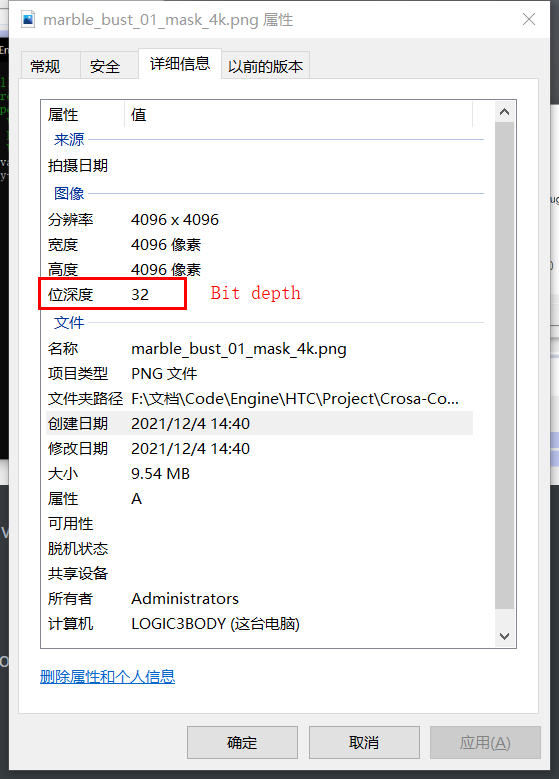 marble_bust_01_mask_4k.png 属性
常规 安全 详细信息 以前的版本
属性 值
来源
拍摄日期
图像
分辨率 4096 x 4096
宽度 4096 像素
高度 4096 像素
位深度 32 Bit depth
文件
名称 marble_bust_01_mask_4k.png
项目类型 PNG 文件
文件夹路径 F:\文档\Code\Engine\HTC\Project\Crosa-Co...
创建日期 2021/12/4 14:40
修改日期 2021/12/4 14:40
大小 9.54 MB
属性 A
可用性
脱机状态
共享设备
所有者 Administrators
计算机 LOGIC3BODY (这台电脑)
删除属性和个人信息
确定 取消 应用(A)